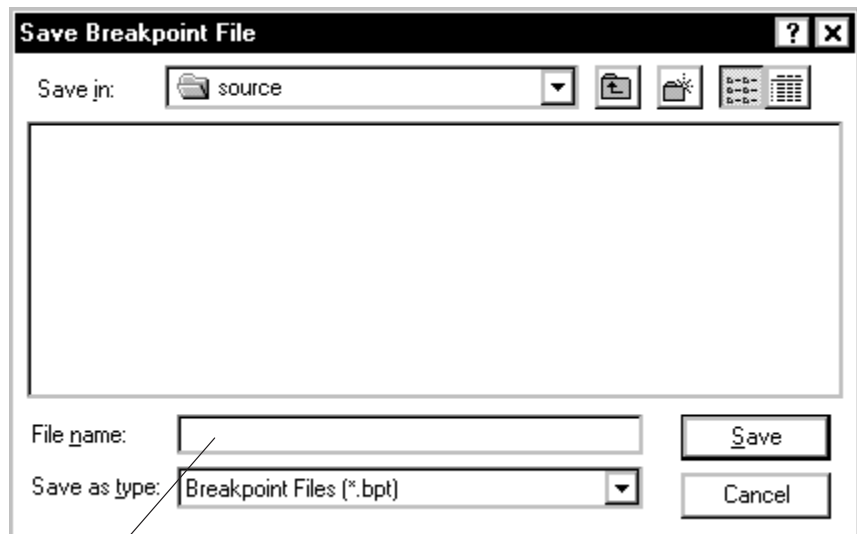 Save Breakpoint File
Save in: source
File name:
Save
Save as type: Breakpoint Files (*.bpt)
Cancel